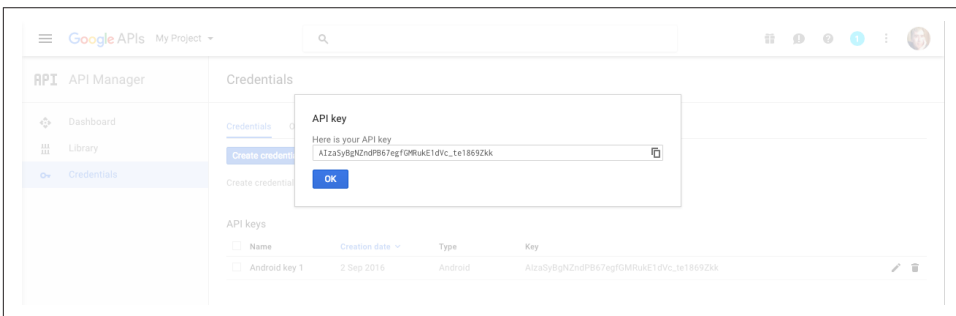 Google APIs My Project
1
API API Manager
Credentials
Dashboard
Library
Credentials
Credentials O
Create credenti
Create credential
API key
Here is your API key
AIzaSyBgNZndPB67egfGMRukE1dVc_te1869Zkk
OK
API keys
Name Creation date Type Key
Android key 1 2 Sep 2016 Android AIzaSyBgNZndPB67egfGMRukE1dVc_te1869Zkk